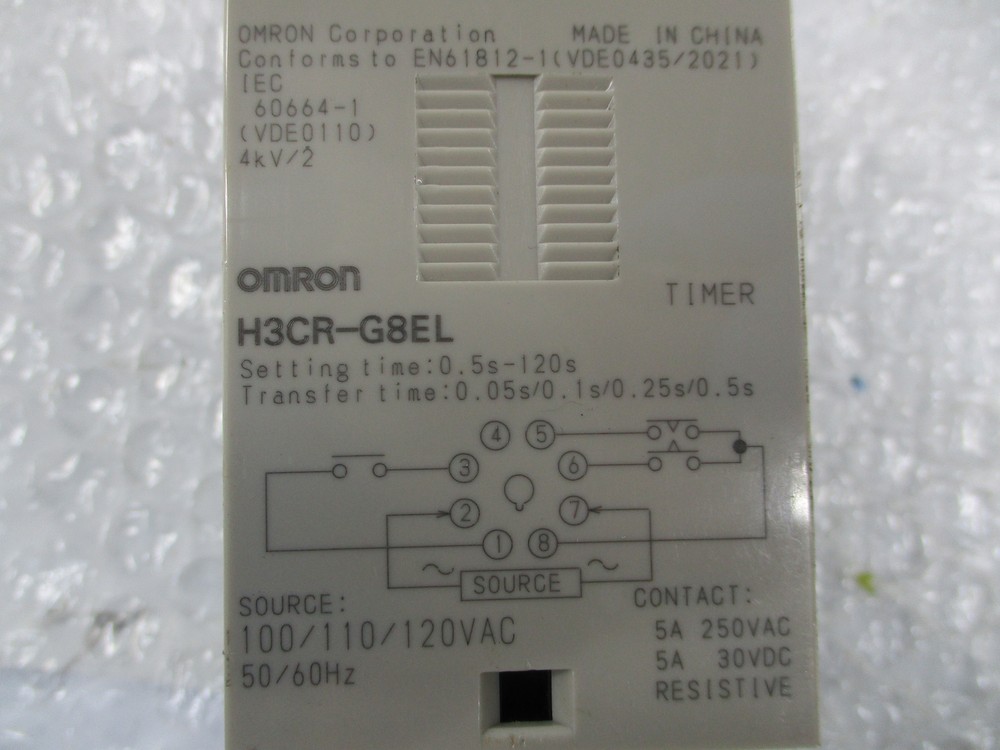 OMRON Corporation MADE IN CHINA
Conforms to EN61812-1(VDE0435/2021)
IEC
60664-1
(VDE0110)
4kV/2
OMRON
TIMER
H3CR-G8EL
Setting time:0.5s-120s
Transfer time:0.05s/0.1s/0.25s/0.5s
4 5
3 6
2 7
1 8
~ SOURCE ~
SOURCE:
100/110/120VAC
50/60Hz
CONTACT:
5A 250VAC
5A 30VDC
RESISTIVE